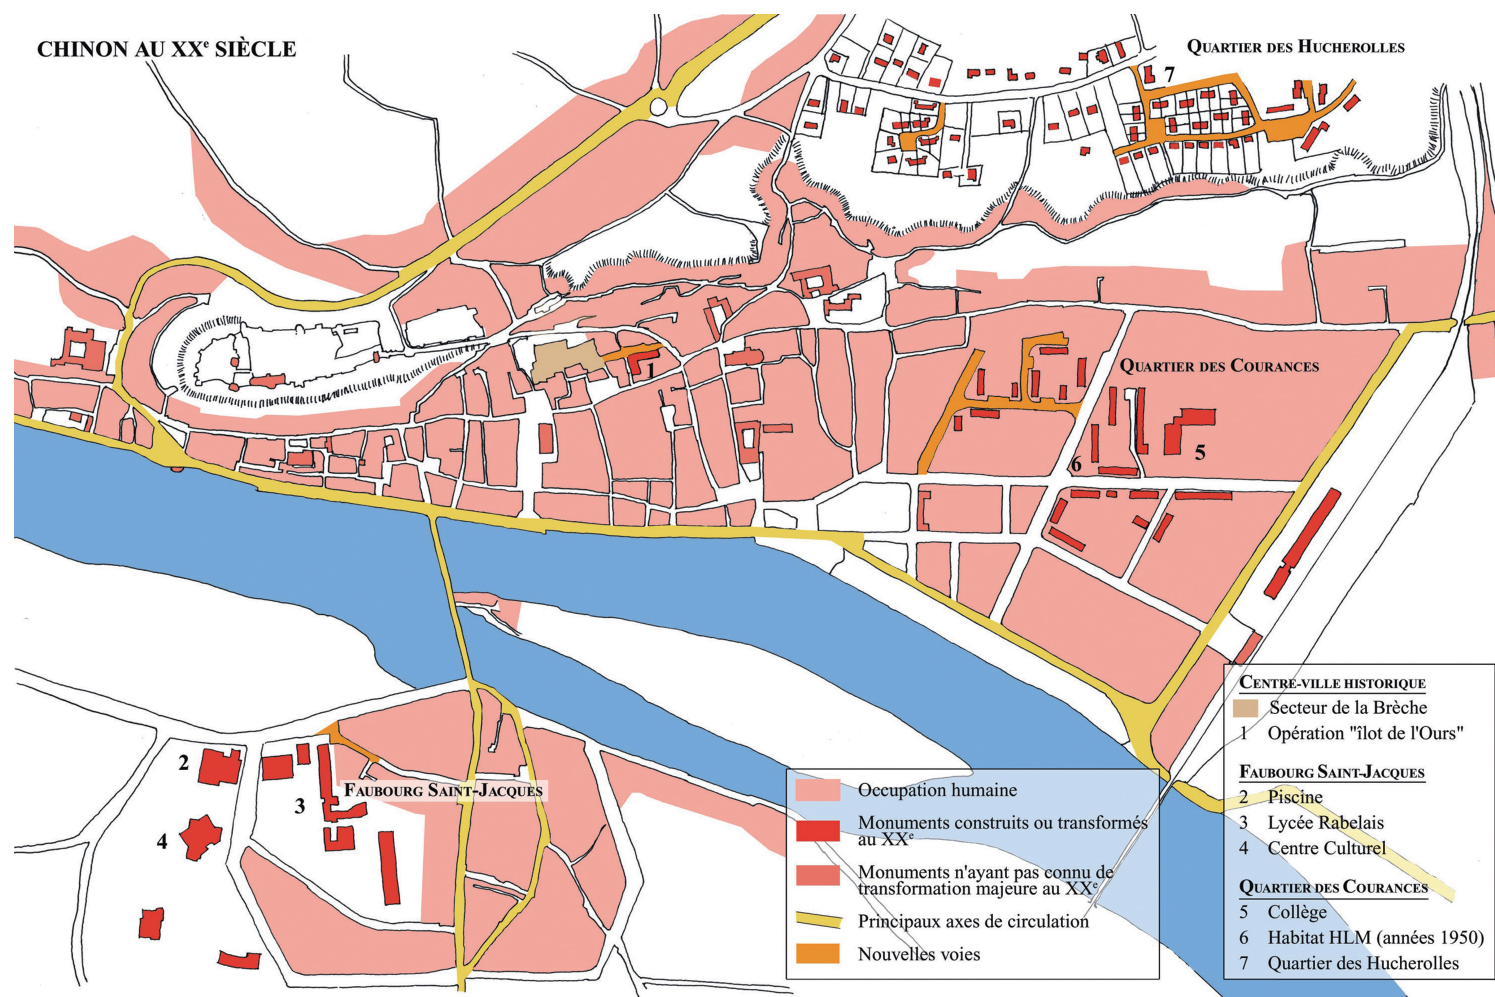 CHINON AU XXe SIÈCLE
QUARTIER DES HUCHEROLLES
7
1
QUARTIER DES COURANCES
5
6
2
3
FAUBOURG SAINT-JACQUES
4
Occupation humaine
Monuments construits ou transformés
au XXe
Monuments n'ayant pas connu de
transformation majeure au XXe
Principaux axes de circulation
Nouvelles voies
CENTRE-VILLE HISTORIQUE
Secteur de la Brèche
1 Opération "îlot de l'Ours"
FAUBOURG SAINT-JACQUES
2 Piscine
3 Lycée Rabelais
4 Centre Culturel
QUARTIER DES COURANCES
5 Collège
6 Habitat HLM (années 1950)
7 Quartier des Hucherolles